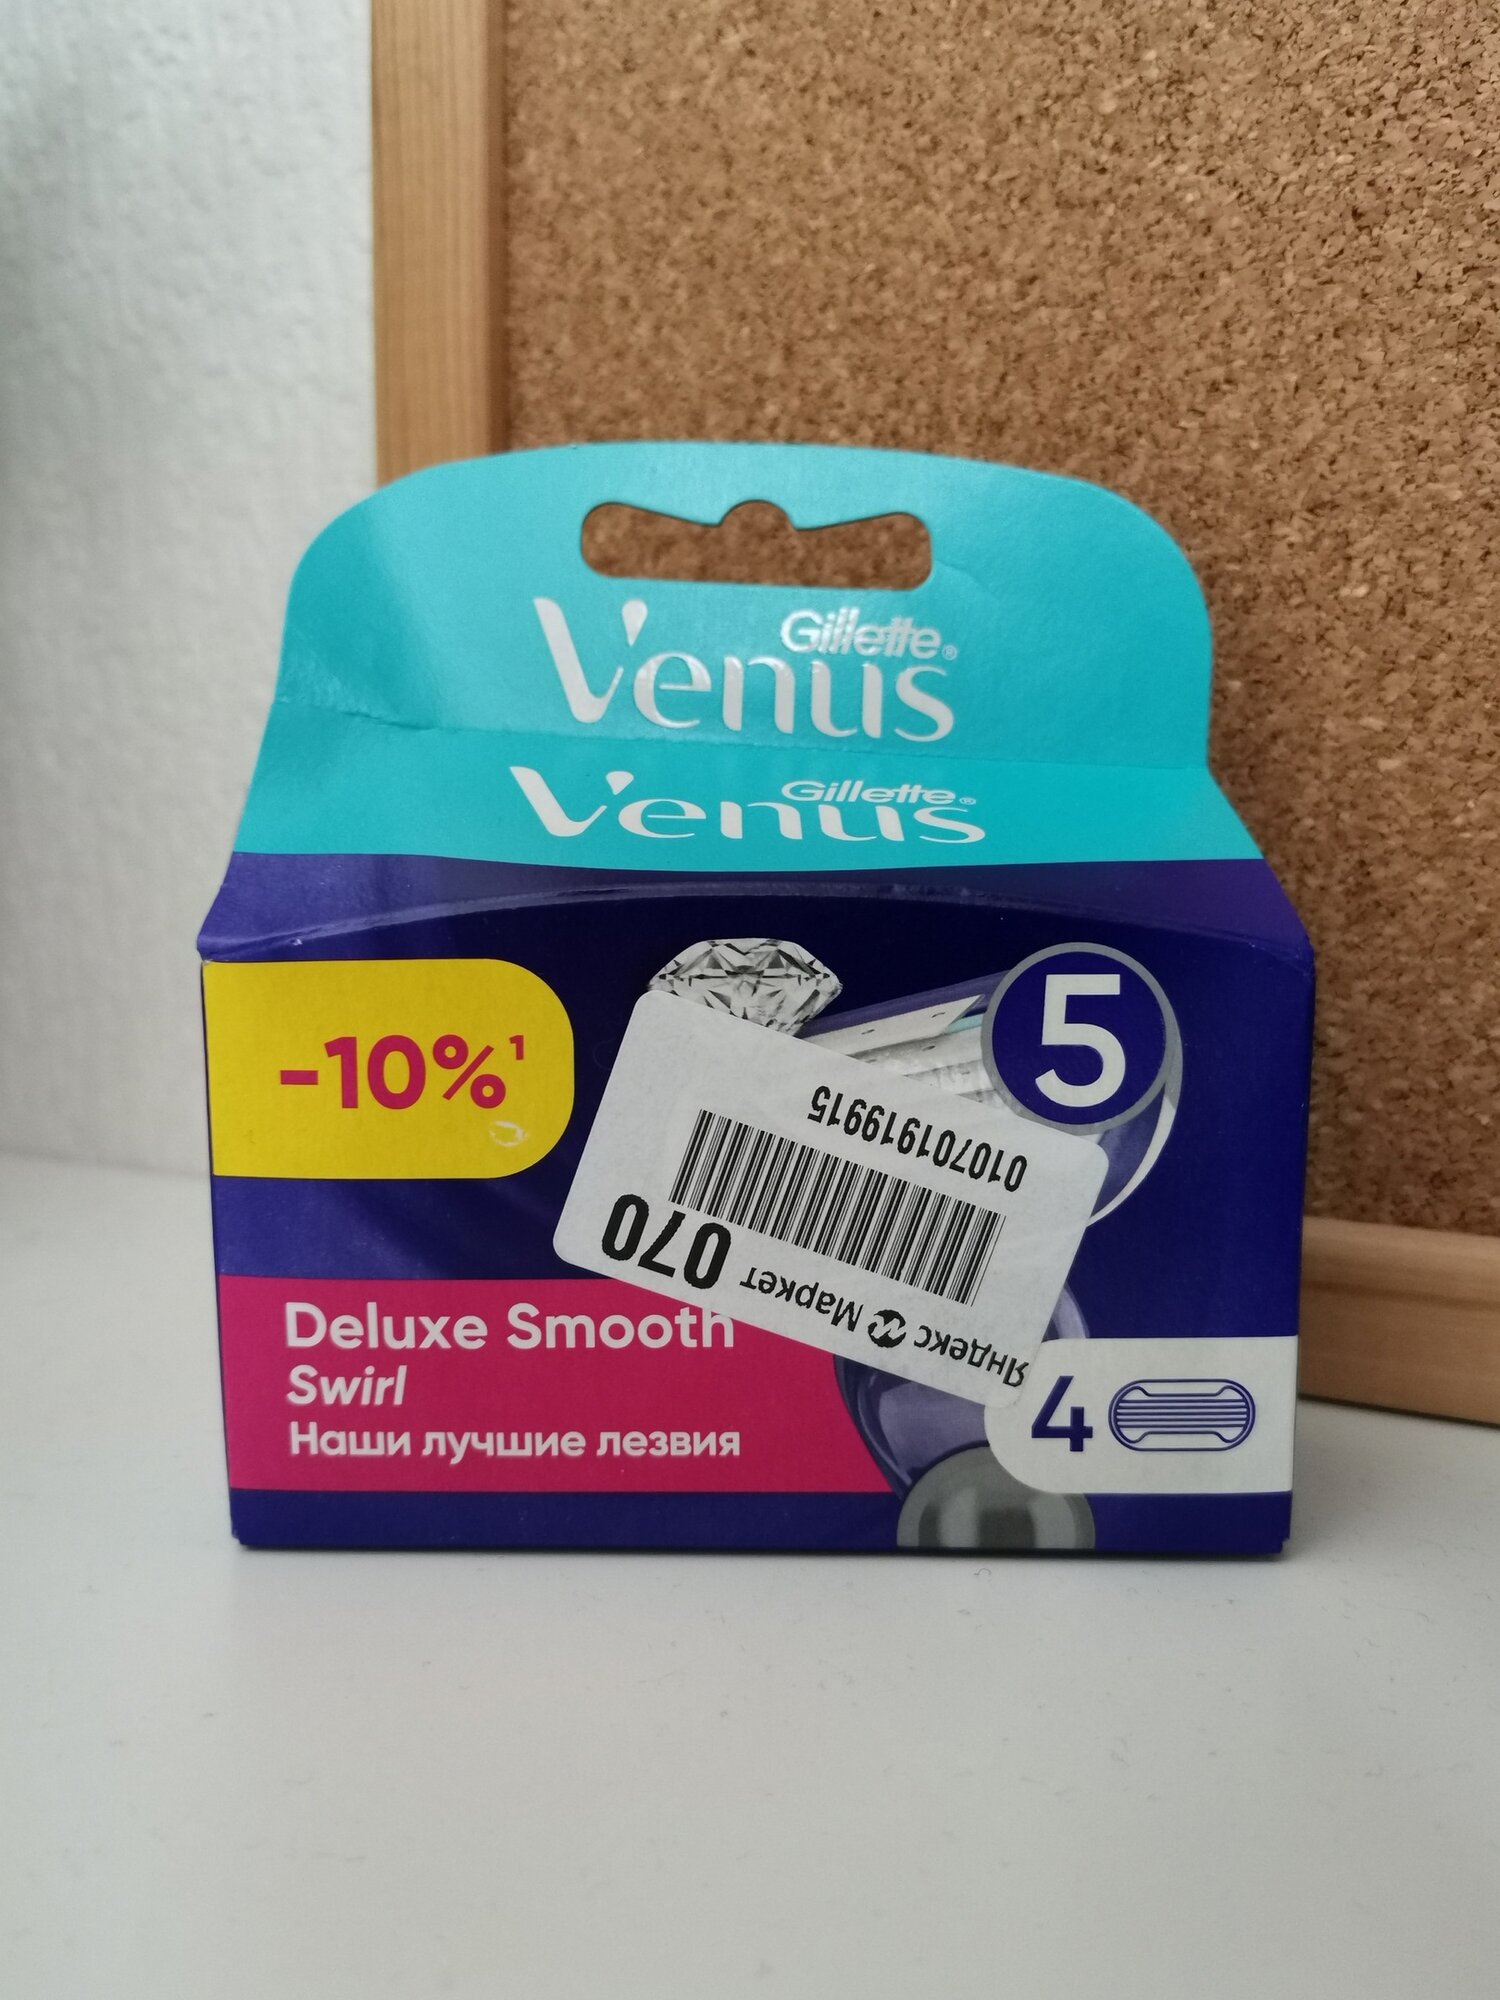 Gillette®
Venus
Gillette®
Venus
-10%¹
5
010701919915
070
Яндекс Маркет
Deluxe Smooth
Swirl
Наши лучшие лезвия
4